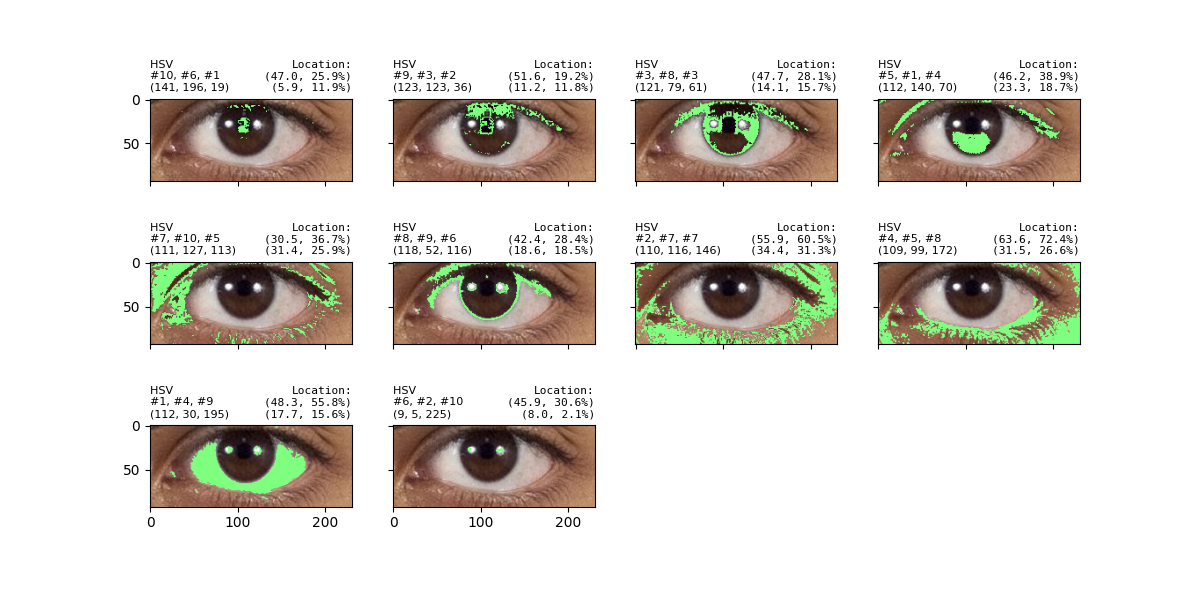 HSV Location:
#10, #6, #1 (47.0, 25.9%)
(141, 196, 19) (5.9, 11.9%)
HSV Location:
#9, #3, #2 (51.6, 19.2%)
(123, 123, 36) (11.2, 11.8%)
HSV Location:
#3, #8, #3 (47.7, 28.1%)
(121, 79, 61) (14.1, 15.7%)
HSV Location:
#5, #1, #4 (46.2, 38.9%)
(112, 140, 70) (23.3, 18.7%)
0
50
HSV Location:
#7, #10, #5 (30.5, 36.7%)
(111, 127, 113) (31.4, 25.9%)
HSV Location:
#8, #9, #6 (42.4, 28.4%)
(118, 52, 116) (18.6, 18.5%)
HSV Location:
#2, #7, #7 (55.9, 60.5%)
(110, 116, 146) (34.4, 31.3%)
HSV Location:
#4, #5, #8 (63.6, 72.4%)
(109, 99, 172) (31.5, 26.6%)
0
50
HSV Location:
#1, #4, #9 (48.3, 55.8%)
(112, 30, 195) (17.7, 15.6%)
HSV Location:
#6, #2, #10 (45.9, 30.6%)
(9, 5, 225) (8.0, 2.1%)
0
50
0 100 200
0 100 200